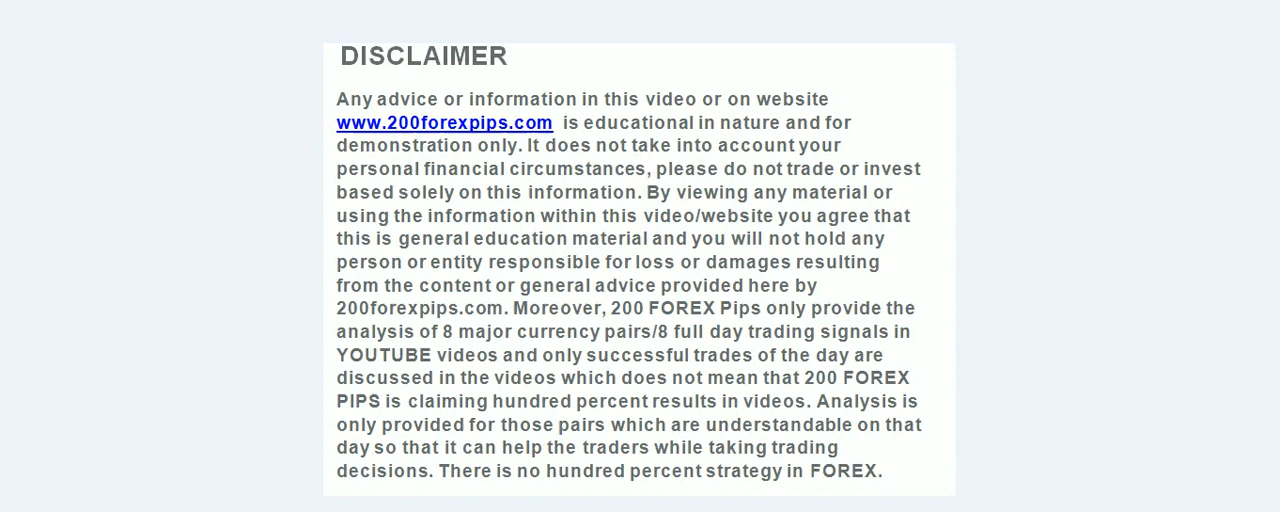 DISCLAIMER
Any advice or information in this video or on website
www.200forexpips.com is educational in nature and for
demonstration only. It does not take into account your
personal financial circumstances, please do not trade or invest
based solely on this information. By viewing any material or
using the information within this video/website you agree that
this is general education material and you will not hold any
person or entity responsible for loss or damages resulting
from the content or general advice provided here by
200forexpips.com. Moreover, 200 FOREX Pips only provide the
analysis of 8 major currency pairs/8 full day trading signals in
YOUTUBE videos and only successful trades of the day are
discussed in the videos which does not mean that 200 FOREX
PIPS is claiming hundred percent results in videos. Analysis is
only provided for those pairs which are understandable on that
day so that it can help the traders while taking trading
decisions. There is no hundred percent strategy in FOREX.